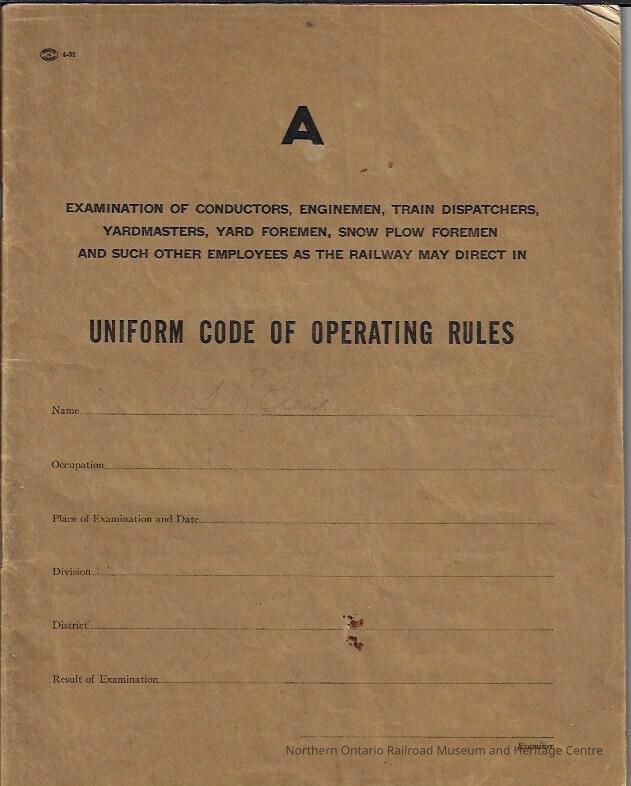 4-51
A
EXAMINATION OF CONDUCTORS, ENGINEMEN, TRAIN DISPATCHERS,
YARDMASTERS, YARD FOREMEN, SNOW PLOW FOREMEN
AND SUCH OTHER EMPLOYEES AS THE RAILWAY MAY DIRECT IN
UNIFORM CODE OF OPERATING RULES
Name
Occupation
Place of Examination and Date
Division
District
Result of Examination
Examiner
Northern Ontario Railroad Museum and Heritage Centre